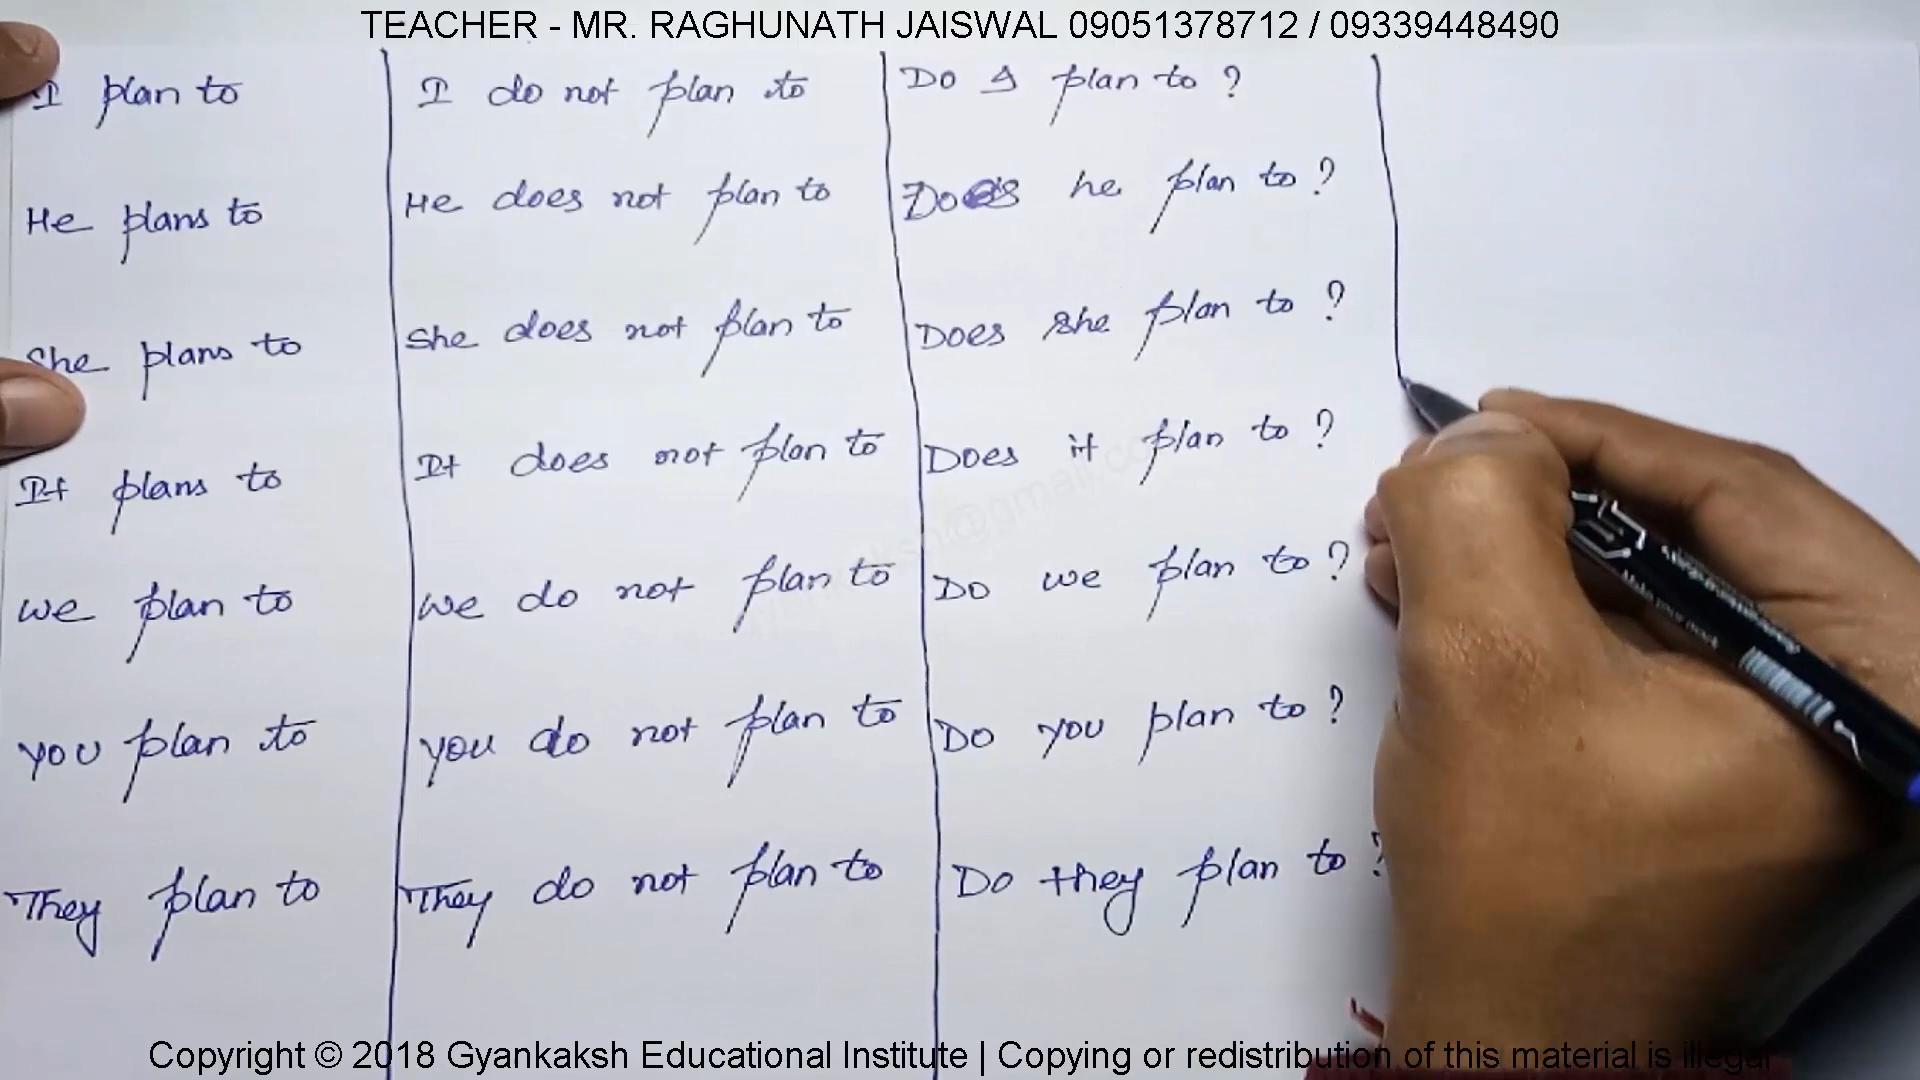 TEACHER - MR. RAGHUNATH JAISWAL 09051378712 / 09339448490
I plan to
He plans to
She plans to
It plans to
We plan to
You plan to
They plan to
I do not plan to
He does not plan to
She does not plan to
It does not plan to
We do not plan to
You do not plan to
They do not plan to
Do I plan to ?
Does he plan to ?
Does she plan to ?
Does it plan to ?
Do we plan to ?
Do you plan to ?
Do they plan to ?
Copyright © 2018 Gyankaksh Educational Institute | Copying or redistribution of this material is illegal